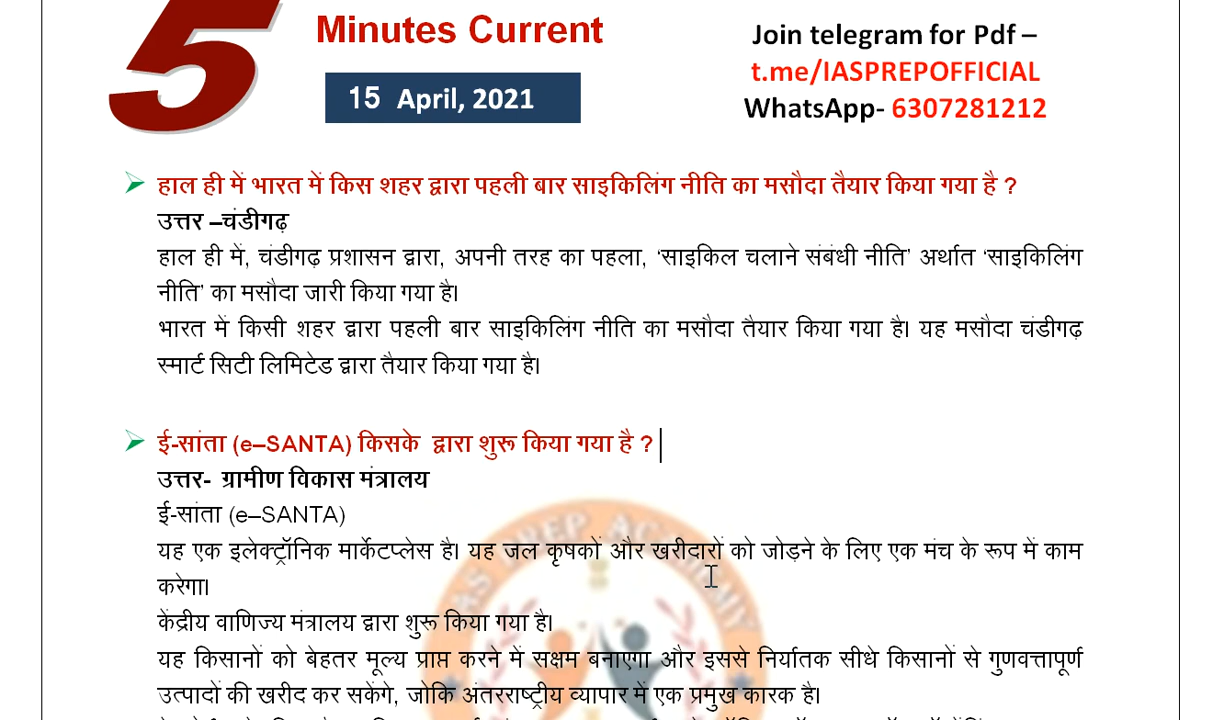 5
Minutes Current
15 April, 2021
Join telegram for Pdf –
t.me/IASPREPOFFICIAL
WhatsApp- 6307281212
हाल ही में भारत में किस शहर द्वारा पहली बार साइकिलिंग नीति का मसौदा तैयार किया गया है ?
उत्तर –चंडीगढ़
हाल ही में, चंडीगढ़ प्रशासन द्वारा, अपनी तरह का पहला, 'साइकिल चलाने संबंधी नीति' अर्थात 'साइकिलिंग
नीति' का मसौदा जारी किया गया है।
भारत में किसी शहर द्वारा पहली बार साइकिलिंग नीति का मसौदा तैयार किया गया है। यह मसौदा चंडीगढ़
स्मार्ट सिटी लिमिटेड द्वारा तैयार किया गया है।
ई-सांता (e–SANTA) किसके द्वारा शुरू किया गया है ?
उत्तर- ग्रामीण विकास मंत्रालय
ई-सांता (e–SANTA)
यह एक इलेक्ट्रॉनिक मार्केटप्लेस है। यह जल कृषकों और खरीदारों को जोड़ने के लिए एक मंच के रूप में काम
करेगा।
केंद्रीय वाणिज्य मंत्रालय द्वारा शुरू किया गया है।
यह किसानों को बेहतर मूल्य प्राप्त करने में सक्षम बनाएगा और इससे निर्यातक सीधे किसानों से गुणवत्तापूर्ण
उत्पादों की खरीद कर सकेंगे, जोकि अंतरराष्ट्रीय व्यापार में एक प्रमुख कारक है।